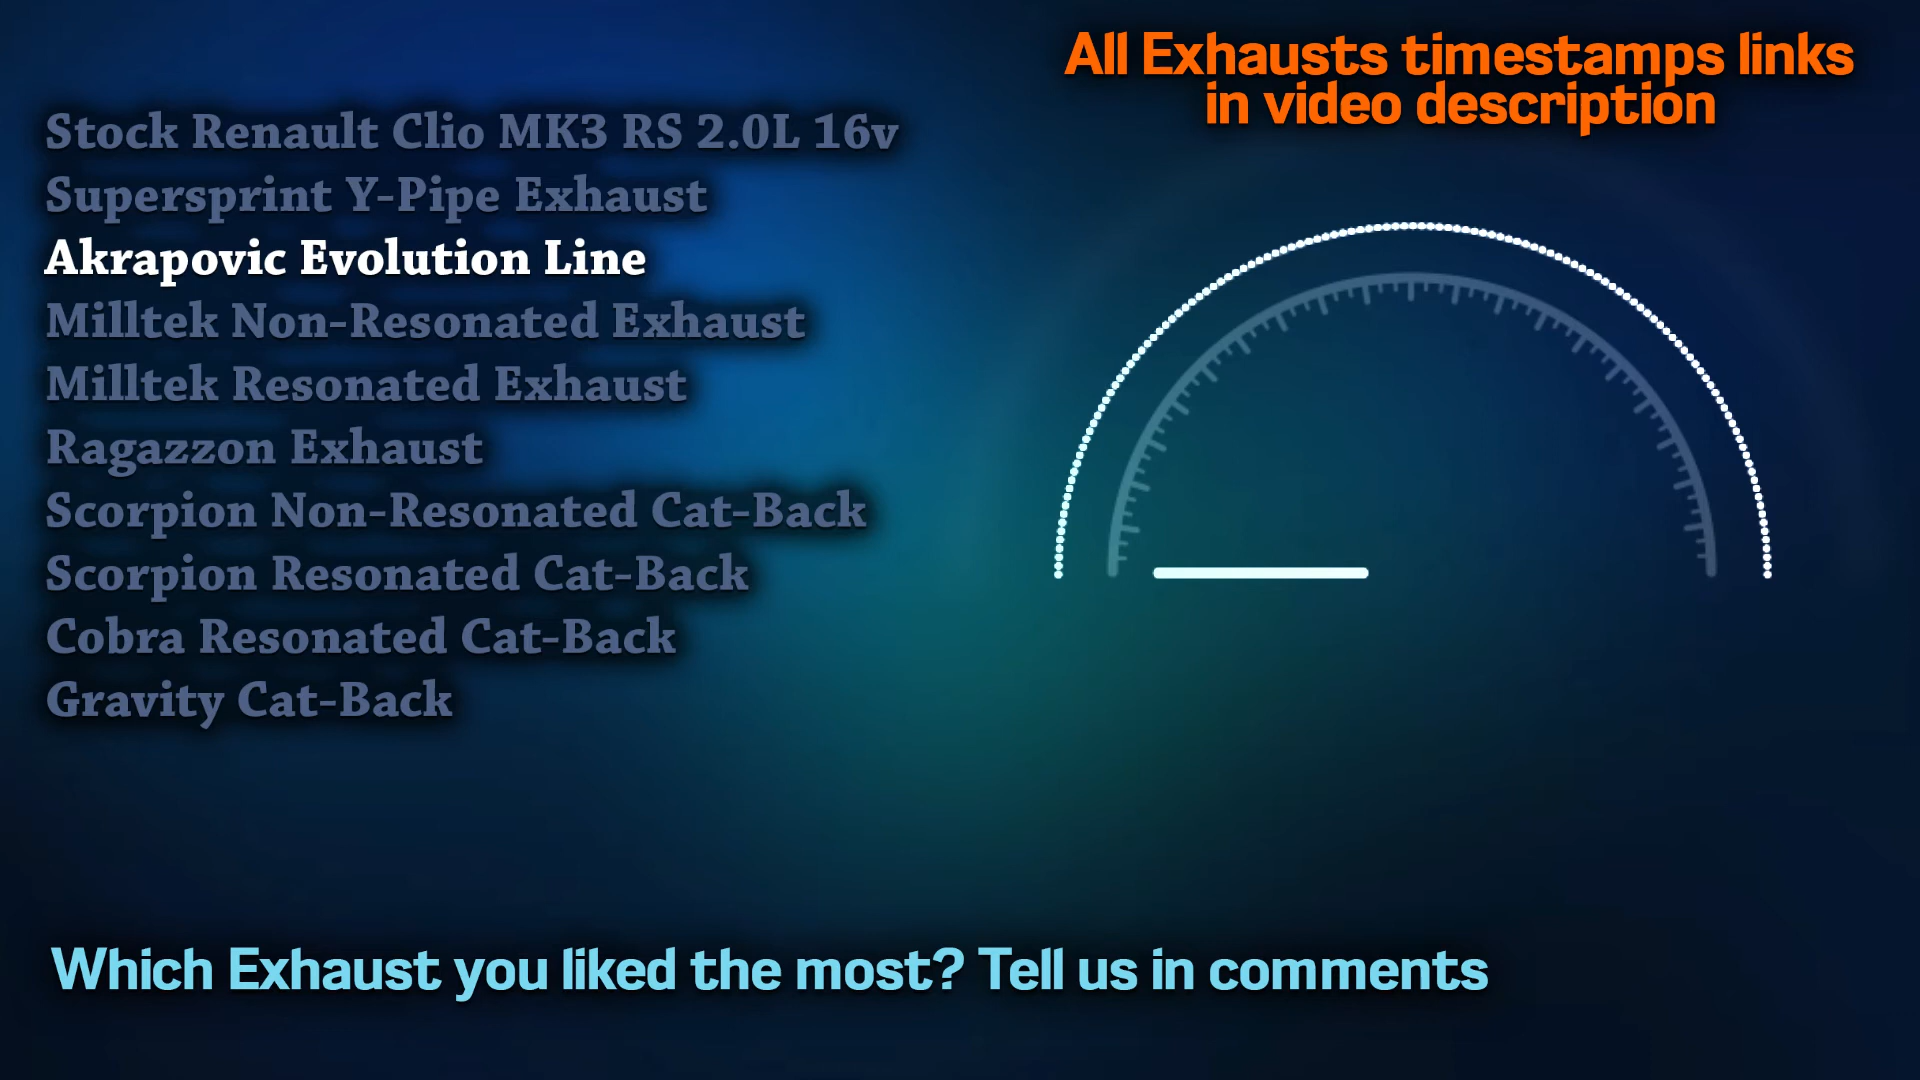 All Exhausts timestamps links
in video description
Stock Renault Clio MK3 RS 2.0L 16v
Supersprint Y-Pipe Exhaust
Akrapovic Evolution Line
Milltek Non-Resonated Exhaust
Milltek Resonated Exhaust
Ragazzon Exhaust
Scorpion Non-Resonated Cat-Back
Scorpion Resonated Cat-Back
Cobra Resonated Cat-Back
Gravity Cat-Back
Which Exhaust you liked the most? Tell us in comments